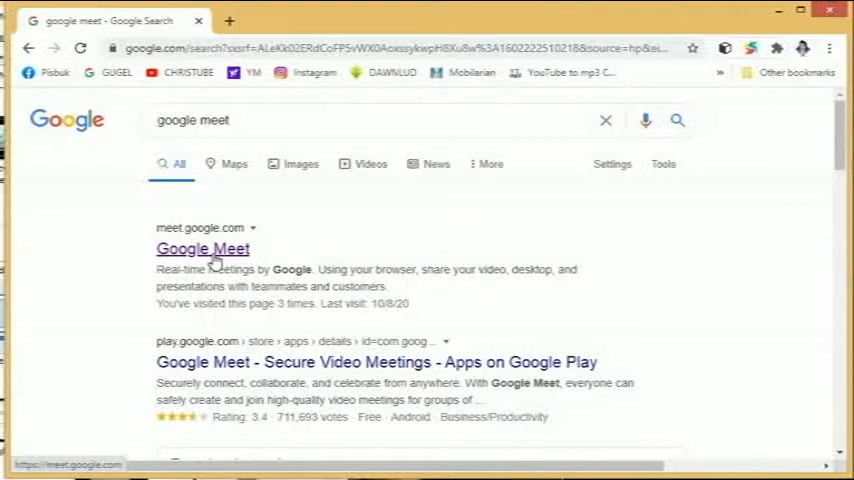 google meet - Google Search
google.com/search?sxsrf=ALeKk02ERdCoFP5vWX0AoxssykwpH8Xu8w%3A1602222510218&source=hp&ei...
Pisbuk GUGEL CHRISTUBE YM Instagram DAWNLUD Mobilarian YouTube to mp3 C... » Other bookmarks
Google google meet
All Maps Images Videos News More Settings Tools
meet.google.com
Google Meet
Real-time meetings by Google. Using your browser, share your video, desktop, and
presentations with teammates and customers.
You've visited this page 3 times. Last visit: 10/8/20
play.google.com › store › apps › details › id=com.goog...
Google Meet - Secure Video Meetings - Apps on Google Play
Securely connect, collaborate, and celebrate from anywhere. With Google Meet, everyone can
safely create and join high-quality video meetings for groups of ...
Rating: 3.4 · 711,693 votes · Free · Android · Business/Productivity
https://meet.google.com